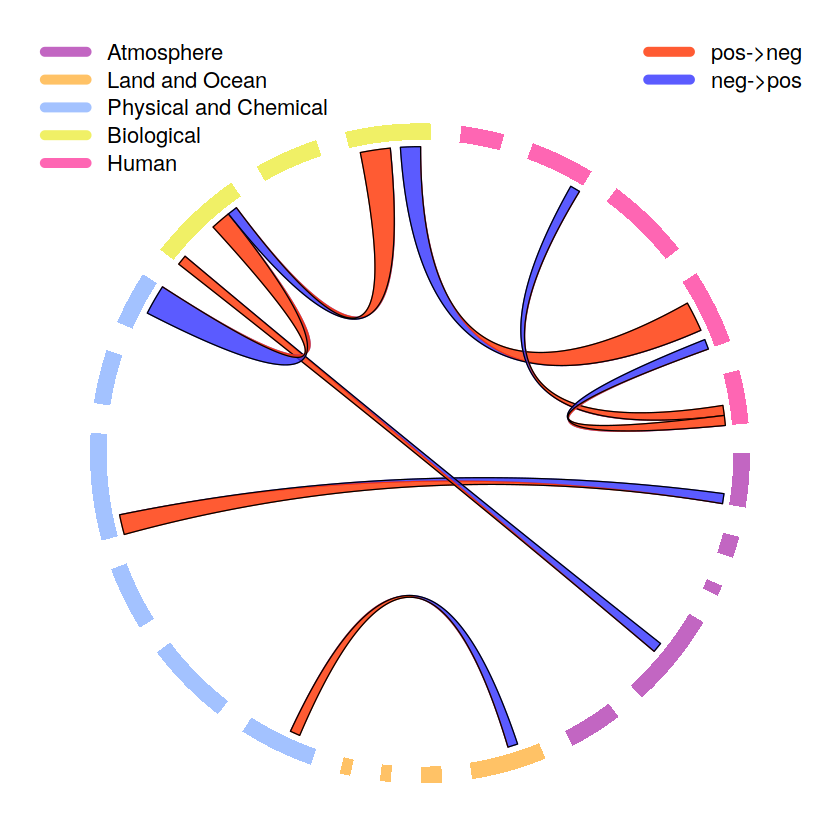 Atmosphere
Land and Ocean
Physical and Chemical
Biological
Human
pos->neg
neg->pos